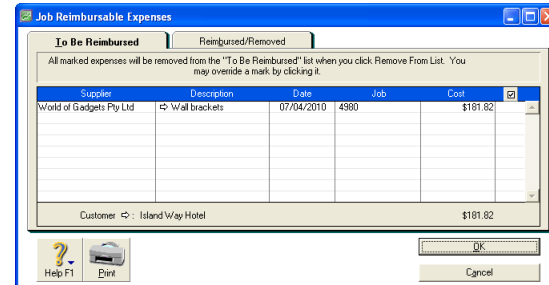 Job Reimbursable Expenses
To Be Reimbursed
Reimbursed/Removed
All marked expenses will be removed from the "To Be Reimbursed" list when you click Remove From List. You
may override a mark by clicking it.
Supplier Description Date Job Cost
World of Gadgets Pty Ltd ⇨ Wall brackets 07/04/2010 4980 $181.82
Customer ⇨ : Island Way Hotel $181.82
Help F1 Print
OK
Cancel